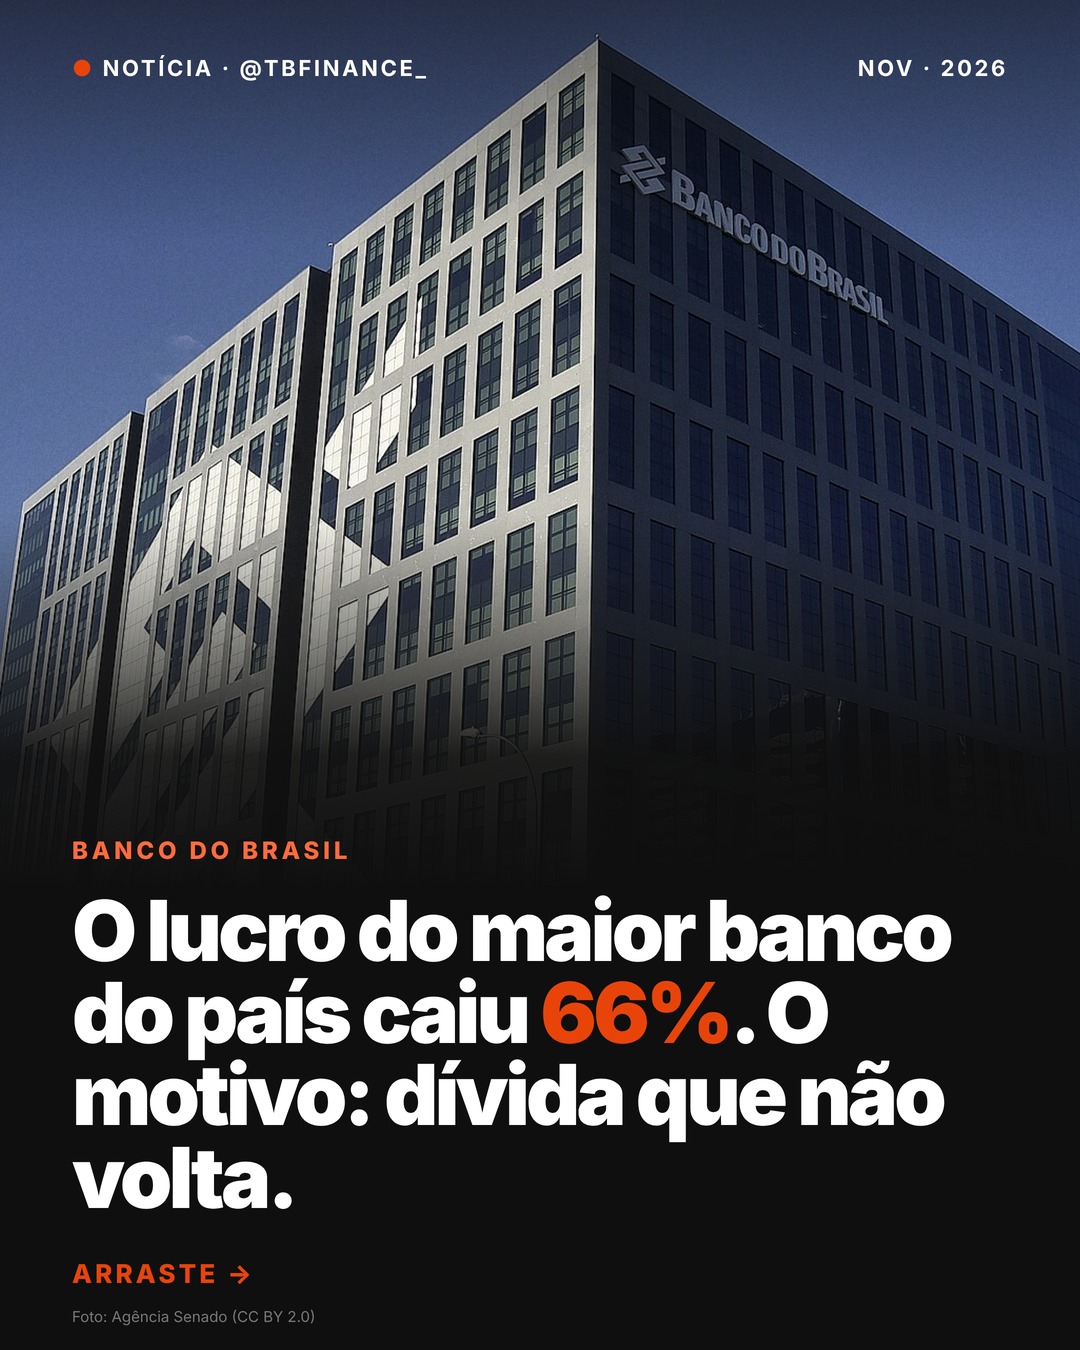 NOTÍCIA · @TBFINANCE_
NOV · 2026
BANCO DO BRASIL
BANCO DO BRASIL
O lucro do maior banco
do país caiu 66%. O
motivo: dívida que não
volta.
ARRASTE →
Foto: Agência Senado (CC BY 2.0)